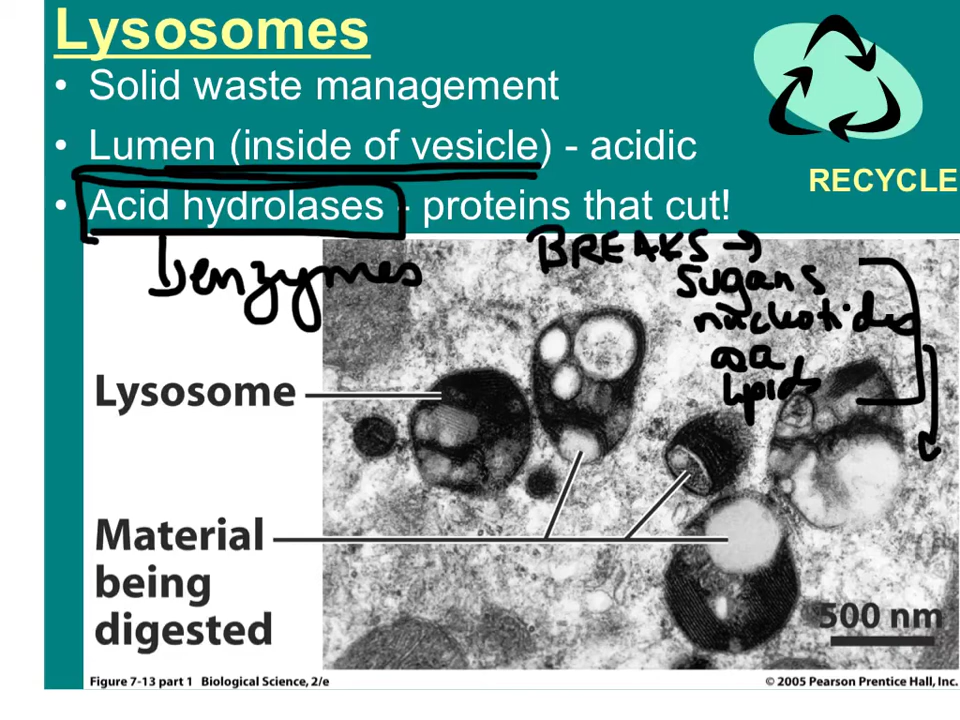 Lysosomes
• Solid waste management
• Lumen (inside of vesicle) - acidic
RECYCLE
• Acid hydrolases - proteins that cut!
enzymes
BREAKS →
sugars
nucleotides
aa
lipids
Lysosome
Material
being
digested
500 nm
Figure 7-13 part 1 Biological Science, 2/e
© 2005 Pearson Prentice Hall, Inc.